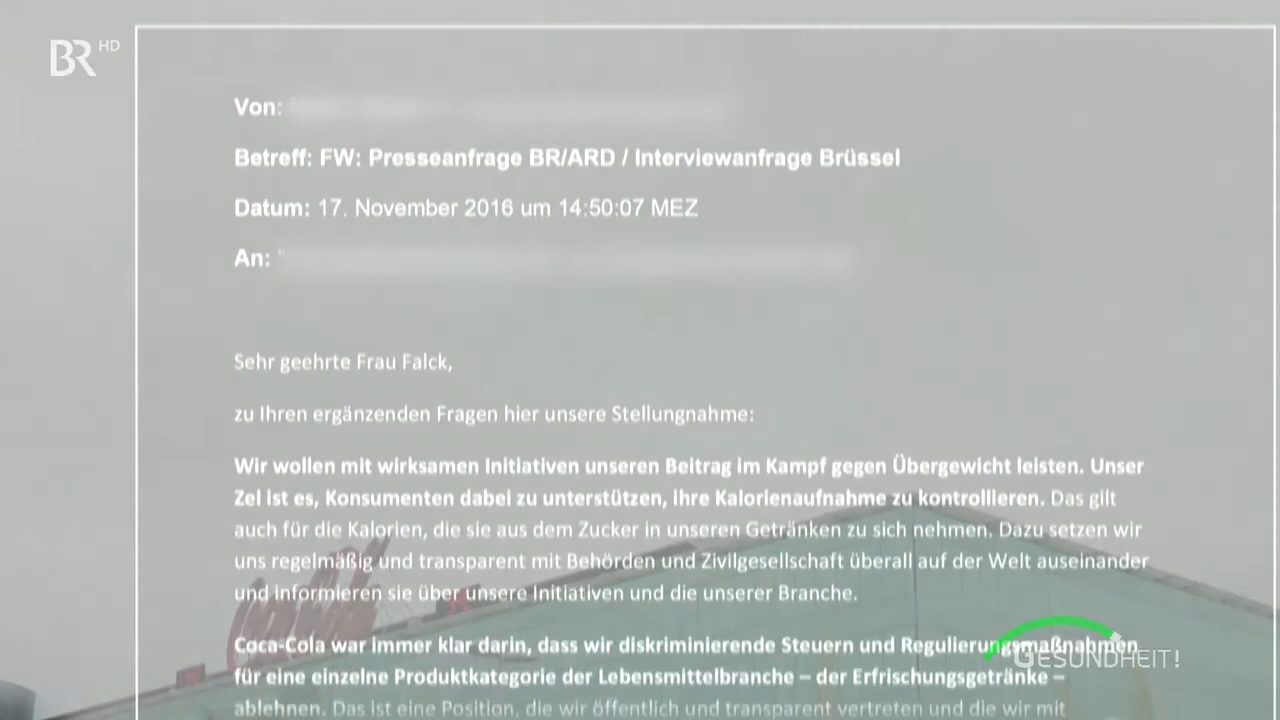 BR HD
Von:
Betreff: FW: Presseanfrage BR/ARD / Interviewanfrage Brüssel
Datum: 17. November 2016 um 14:50:07 MEZ
An: "
Sehr geehrte Frau Falck,
zu Ihren ergänzenden Fragen hier unsere Stellungnahme:
Wir wollen mit wirksamen Initiativen unseren Beitrag im Kampf gegen Übergewicht leisten. Unser
Zel ist es, Konsumenten dabei zu unterstützen, ihre Kalorienaufnahme zu kontrollieren. Das gilt
auch für die Kalorien, die sie aus dem Zucker in unseren Getränken zu sich nehmen. Dazu setzen wir
uns regelmäßig und transparent mit Behörden und Zivilgesellschaft überall auf der Welt auseinander
und informieren sie über unsere Initiativen und die unserer Branche.
Coca-Cola war immer klar darin, dass wir diskriminierende Steuern und Regulierungsmaßnahmen
für eine einzelne Produktkategorie der Lebensmittelbranche – der Erfrischungsgetränke –
ablehnen. Das ist eine Position, die wir öffentlich und transparent vertreten und die wir mit
GESUNDHEIT!